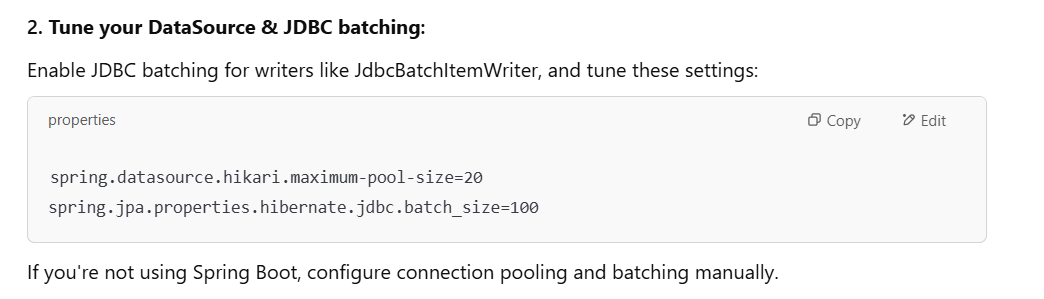 2. Tune your DataSource & JDBC batching:
Enable JDBC batching for writers like JdbcBatchItemWriter, and tune these settings:
properties
Copy
Edit
spring.datasource.hikari.maximum-pool-size=20
spring.jpa.properties.hibernate.jdbc.batch_size=100
If you're not using Spring Boot, configure connection pooling and batching manually.